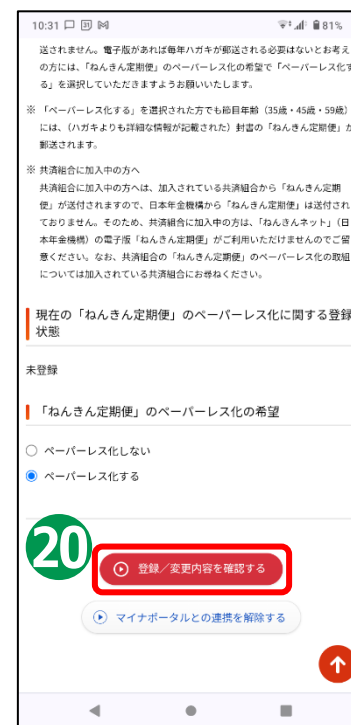 10:31 31 81%
送されません。電子版があれば毎年ハガキが郵送される必要はないとお考え
の方には、「ねんきん定期便」のペーパーレス化の希望で「ペーパーレス化す
る」を選択していただきますようお願いいたします。
※ 「ペーパーレス化する」を選択された方でも節目年齢（35歳・45歳・59歳）
には、（ハガキよりも詳細な情報が記載された）封書の「ねんきん定期便」が
郵送されます。
※ 共済組合に加入中の方へ
共済組合に加入中の方へは、加入されている共済組合から「ねんきん定期
便」が送付されますので、日本年金機構から「ねんきん定期便」は送付され
ておりません。そのため、共済組合に加入中の方は、「ねんきんネット」（日
本年金機構）の電子版「ねんきん定期便」がご利用いただけませんのでご留
意ください。なお、共済組合の「ねんきん定期便」のペーパーレス化の取組
については加入されている共済組合にお尋ねください。
現在の「ねんきん定期便」のペーパーレス化に関する登録
状態
未登録
「ねんきん定期便」のペーパーレス化の希望
ペーパーレス化しない
ペーパーレス化する
20
登録／変更内容を確認する
マイナポータルとの連携を解除する